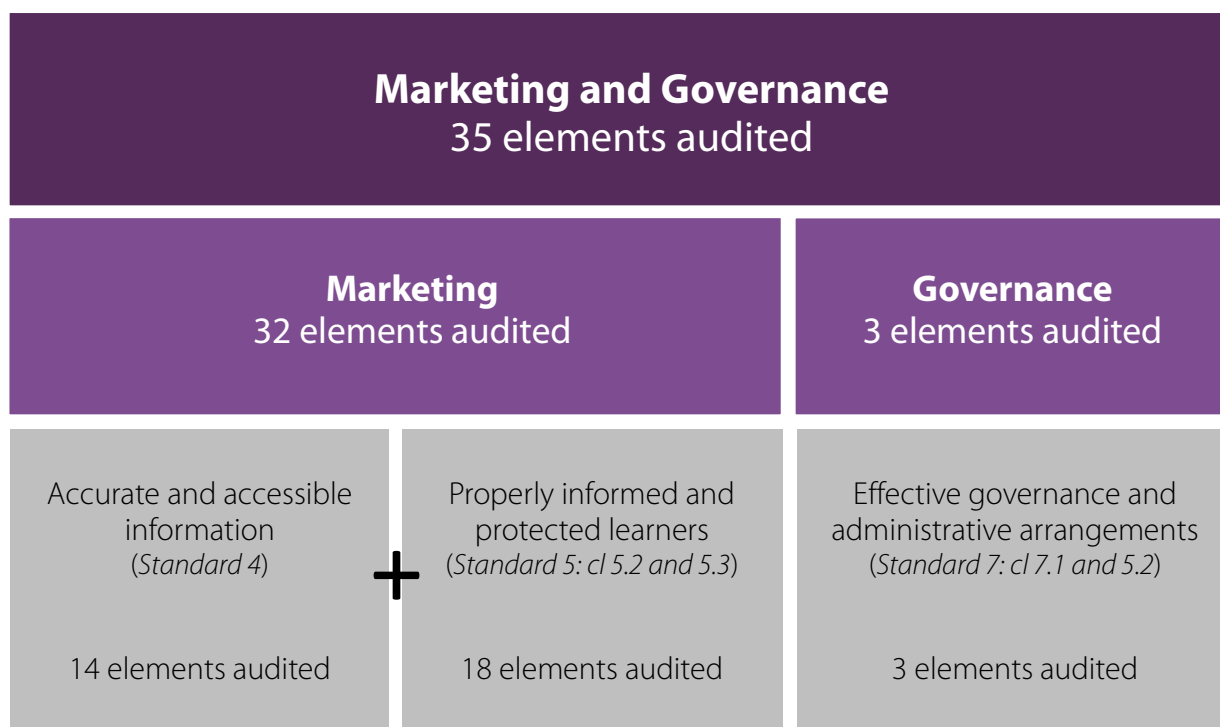 Marketing and Governance
35 elements audited
Marketing
32 elements audited
Governance
3 elements audited
Accurate and accessible
information
(Standard 4)
14 elements audited
+
Properly informed and
protected learners
(Standard 5: cl 5.2 and 5.3)
18 elements audited
Effective governance and
administrative arrangements
(Standard 7: cl 7.1 and 5.2)
3 elements audited